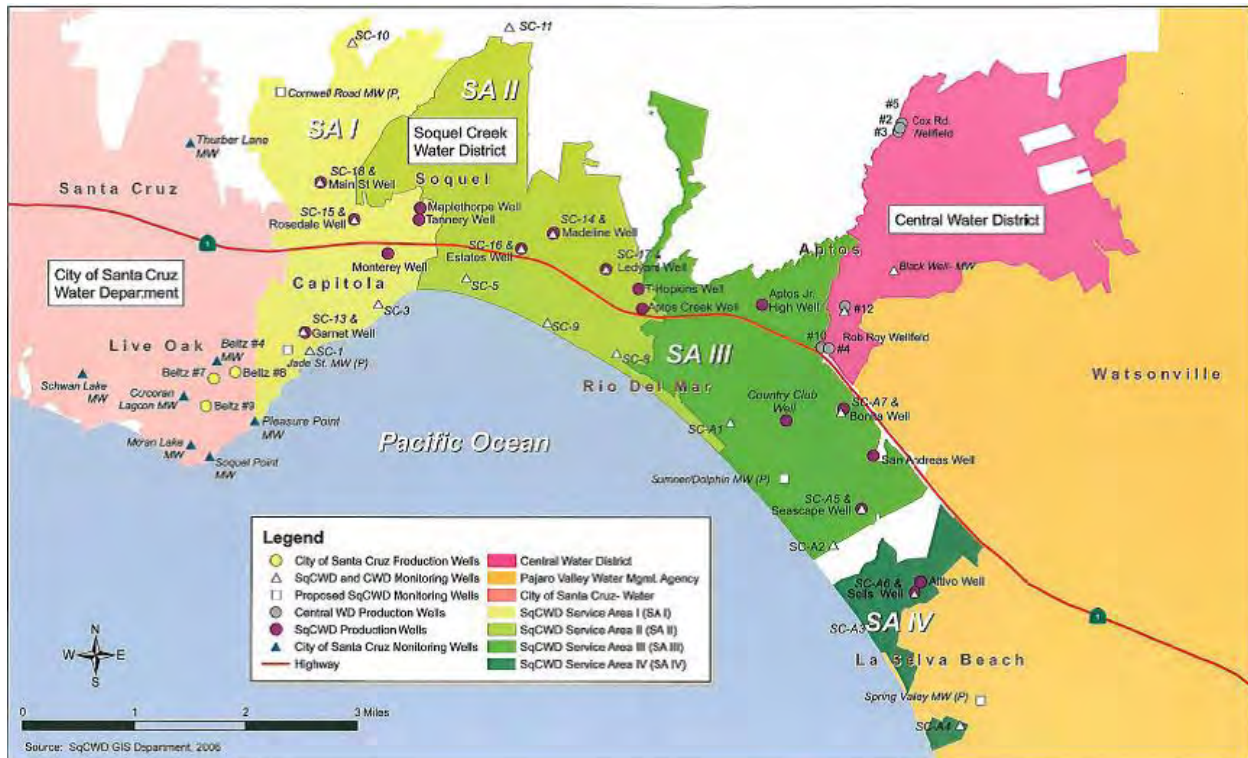 SC-11
SC-10
Cornwell Road MW (P,
SA II
SA I
#5
#2
#3
Cox Rd.
Wellfield
Thurber Lane
MW
Soquel Creek
Water District
Santa Cruz
SC-18 &
Main St Well
Soquel
Maplethorpe Well
Tannery Well
SC-15 &
Rosedale Well
SC-14 &
Madeline Well
Central Water District
1
SC-16 &
Estates Well
Aptos
City of Santa Cruz
Water Department
Monterey Well
SC-17 &
Ledyard Well
Black Well- MW
Capitola
SC-5
T-Hopkins Well
Aptos Creek Well
Aptos Jr.
High Well
SC-3
#12
SC-13 &
Garnet Well
SC-9
Rob Roy Wellfield
Live Oak
Beltz #4
MW
SC-1
Jade St. MW (P)
#10
#4
SC-8
SA III
Beltz #7
Beltz #8
Schwan Lake
MW
Corcoran
Lagoon MW
Rio Del Mar
Watsonville
Beltz #9
Country Club
Well
SC-A7 &
Bonita Well
Pleasure Point
MW
SC-A1
Moran Lake
MW
Pacific Ocean
Soquel Point
MW
San Andreas Well
Sumner/Dolphin MW (P)
SC-A5 &
Seascape Well
SC-A2
SC-A6 &
Sells Well
Altivo Well
SC-A3
SA IV
La Selva Beach
Spring Valley MW (P)
SC-A4
1
Legend
City of Santa Cruz Production Wells
SqCWD and CWD Monitoring Wells
Proposed SqCWD Monitoring Wells
Central WD Production Wells
SqCWD Production Wells
City of Santa Cruz Monitoring Wells
Highway
Central Water District
Pajaro Valley Water Mgmt. Agency
City of Santa Cruz- Water
SqCWD Service Area I (SA I)
SqCWD Service Area II (SA II)
SqCWD Service Area III (SA III)
SqCWD Service Area IV (SA IV)
N
W E
S
0 1 2 3 Miles
Source: SqCWD GIS Department, 2006